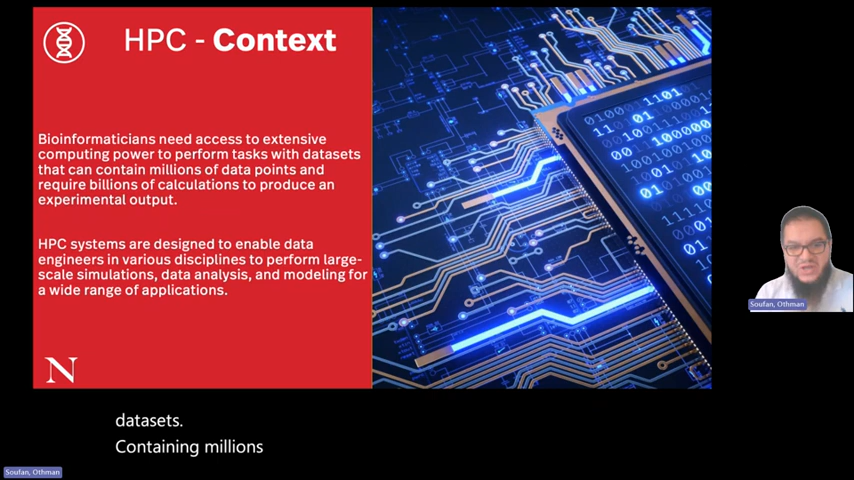 HPC - Context
Bioinformaticians need access to extensive
computing power to perform tasks with datasets
that can contain millions of data points and
require billions of calculations to produce an
experimental output.
HPC systems are designed to enable data
engineers in various disciplines to perform large-
scale simulations, data analysis, and modeling for
a wide range of applications.
N
Soufan, Othman
datasets.
Containing millions
Soufan, Othman